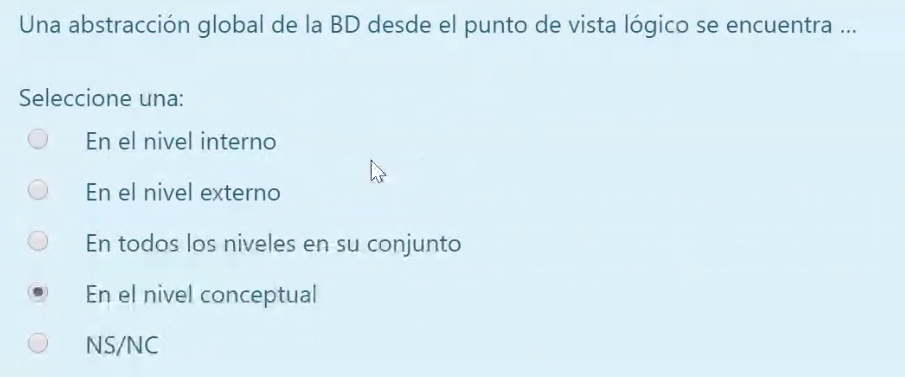 Una abstracción global de la BD desde el punto de vista lógico se encuentra ...
Seleccione una:
En el nivel interno
En el nivel externo
En todos los niveles en su conjunto
En el nivel conceptual
NS/NC